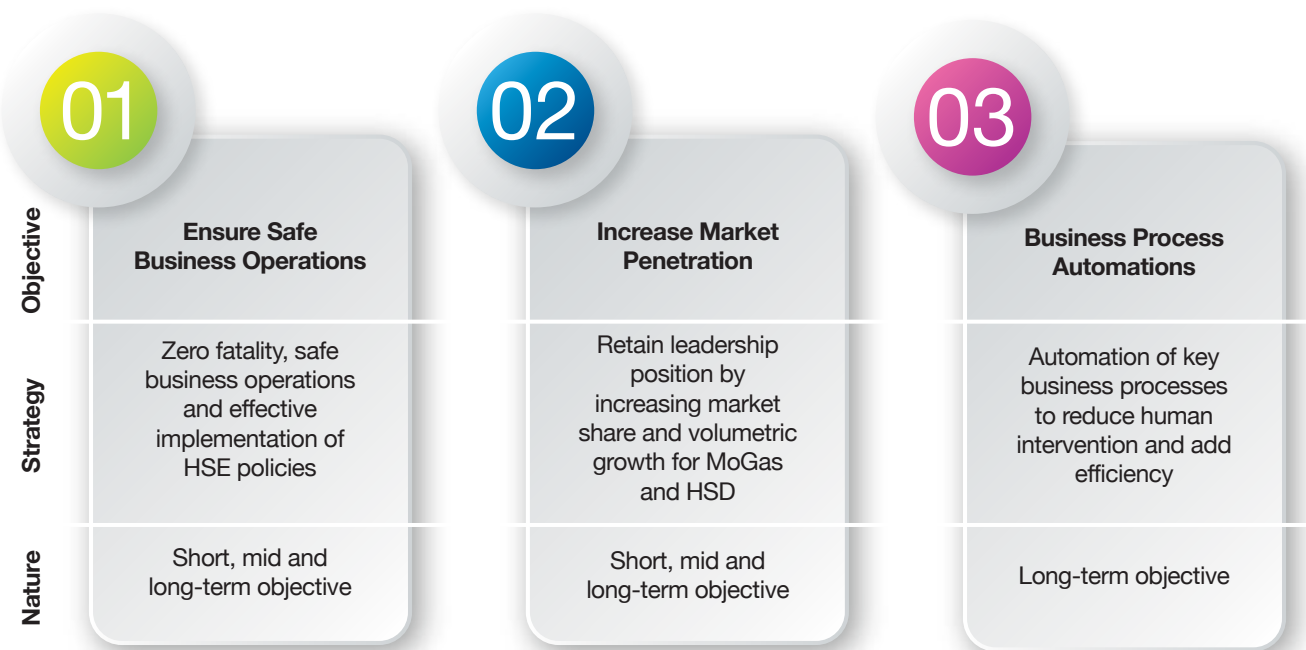 01
02
03
Objective
Ensure Safe
Business Operations
Increase Market
Penetration
Business Process
Automations
Strategy
Zero fatality, safe
business operations
and effective
implementation of
HSE policies
Retain leadership
position by
increasing market
share and volumetric
growth for MoGas
and HSD
Automation of key
business processes
to reduce human
intervention and add
efficiency
Nature
Short, mid and
long-term objective
Short, mid and
long-term objective
Long-term objective